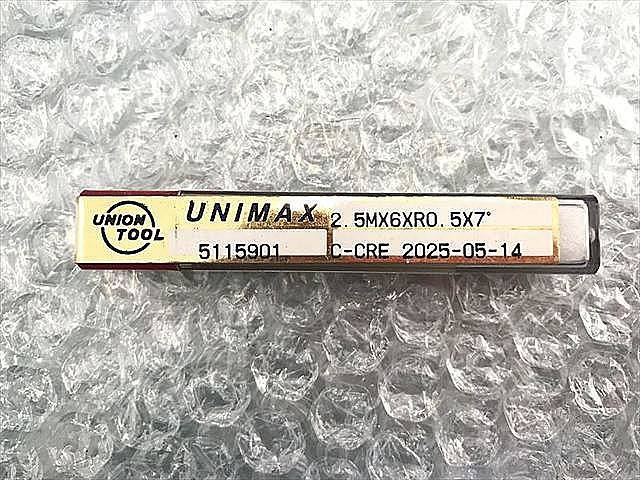 UNION TOOL
UNIMAX 2.5MX6XR0.5X7°
5115901 C-CRE 2025-05-14